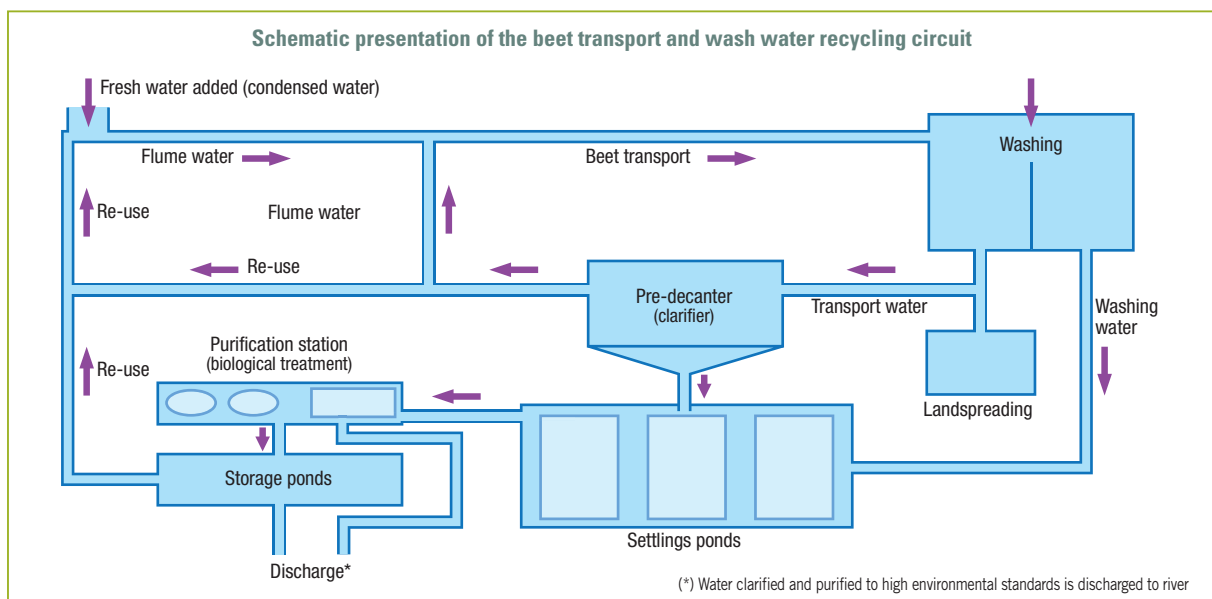 Schematic presentation of the beet transport and wash water recycling circuit
Fresh water added (condensed water)
Flume water
Beet transport
Washing
Re-use
Flume water
Re-use
Pre-decanter
(clarifier)
Transport water
Washing
water
Purification station
(biological treatment)
Re-use
Landspreading
Storage ponds
Settlings ponds
Discharge*
(*) Water clarified and purified to high environmental standards is discharged to river